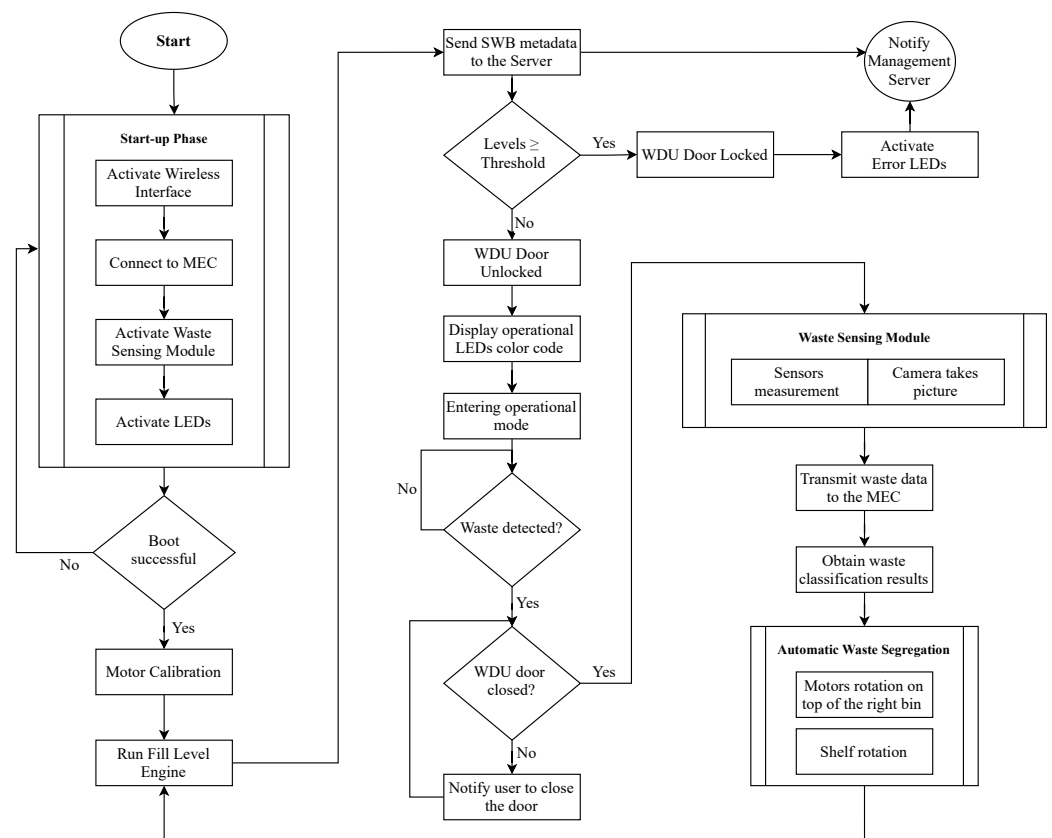 Start
Start-up Phase
Activate Wireless
Interface
Connect to MEC
Activate Waste
Sensing Module
Activate LEDs
Boot
successful
No
Yes
Motor Calibration
Run Fill Level
Engine
Send SWB metadata
to the Server
Notify
Management
Server
Levels ≥
Threshold
Yes
WDU Door Locked
Activate
Error LEDs
No
WDU Door
Unlocked
Display operational
LEDs color code
Entering operational
mode
No
Waste detected?
Yes
WDU door
closed?
Yes
No
Notify user to close
the door
Waste Sensing Module
Sensors
measurement
Camera takes
picture
Transmit waste data
to the MEC
Obtain waste
classification results
Automatic Waste Segregation
Motors rotation on
top of the right bin
Shelf rotation